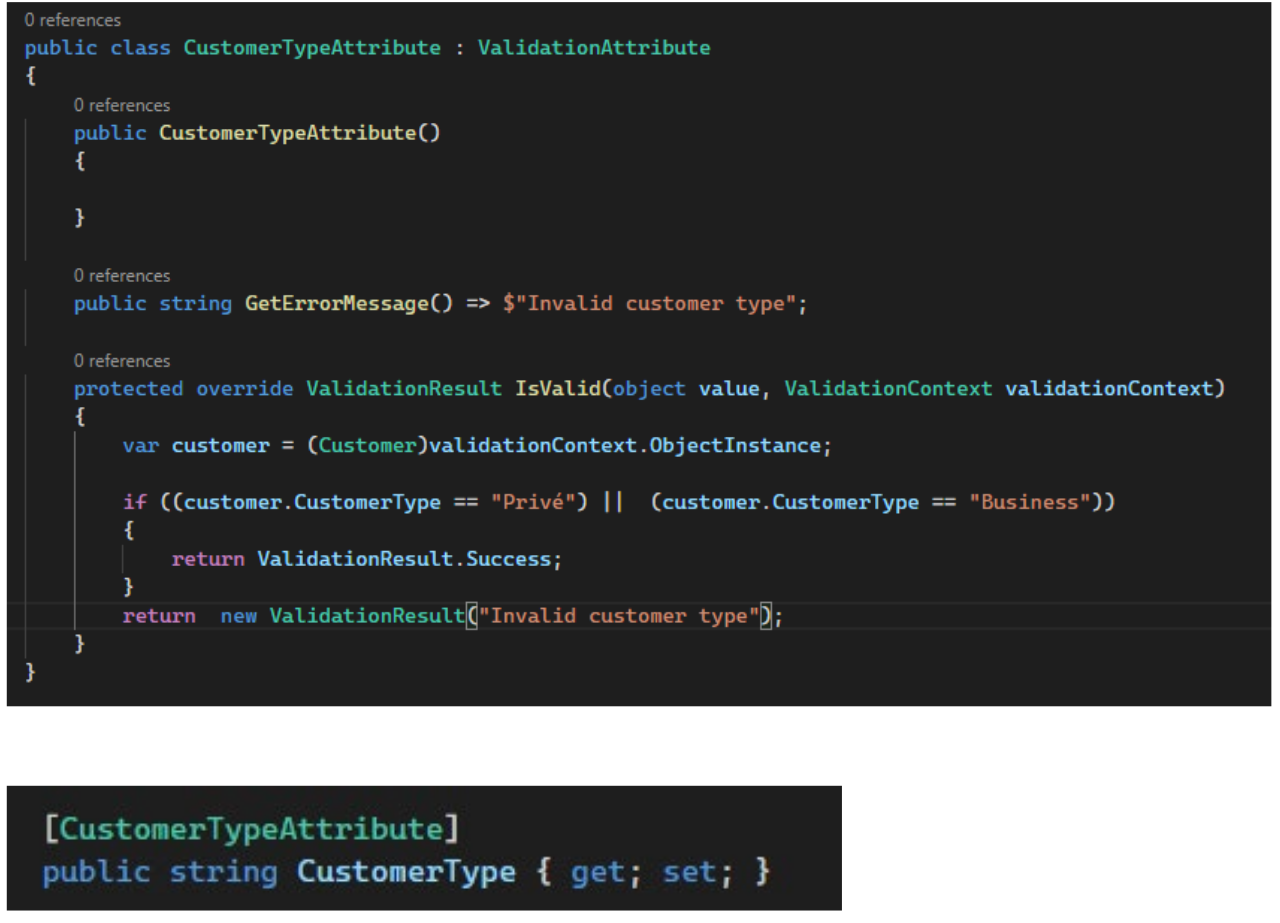 0 references
public class CustomerTypeAttribute : ValidationAttribute
{
0 references
public CustomerTypeAttribute()
{
}
0 references
public string GetErrorMessage() => $"Invalid customer type";
0 references
protected override ValidationResult IsValid(object value, ValidationContext validationContext)
{
var customer = (Customer)validationContext.ObjectInstance;
if ((customer.CustomerType == "Privé") ||  (customer.CustomerType == "Business"))
{
return ValidationResult.Success;
}
return  new ValidationResult("Invalid customer type");
}
}
[CustomerTypeAttribute]
public string CustomerType { get; set; }